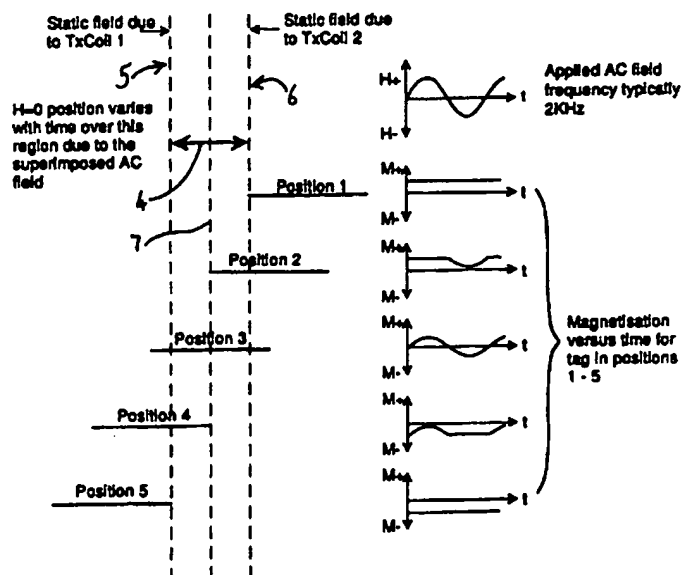 Static field due
to TxCoil 1
Static field due
to TxCoil 2
5
6
H=0 position varies
with time over this
region due to the
superimposed AC
field
4
7
H+
H-
t
Applied AC field
frequency typically
2KHz
Position 1
M+
M-
t
Position 2
M+
M-
t
Position 3
M+
M-
t
Position 4
M+
M-
t
Position 5
M+
M-
t
Magnetisation
versus time for
tag in positions
1 - 5